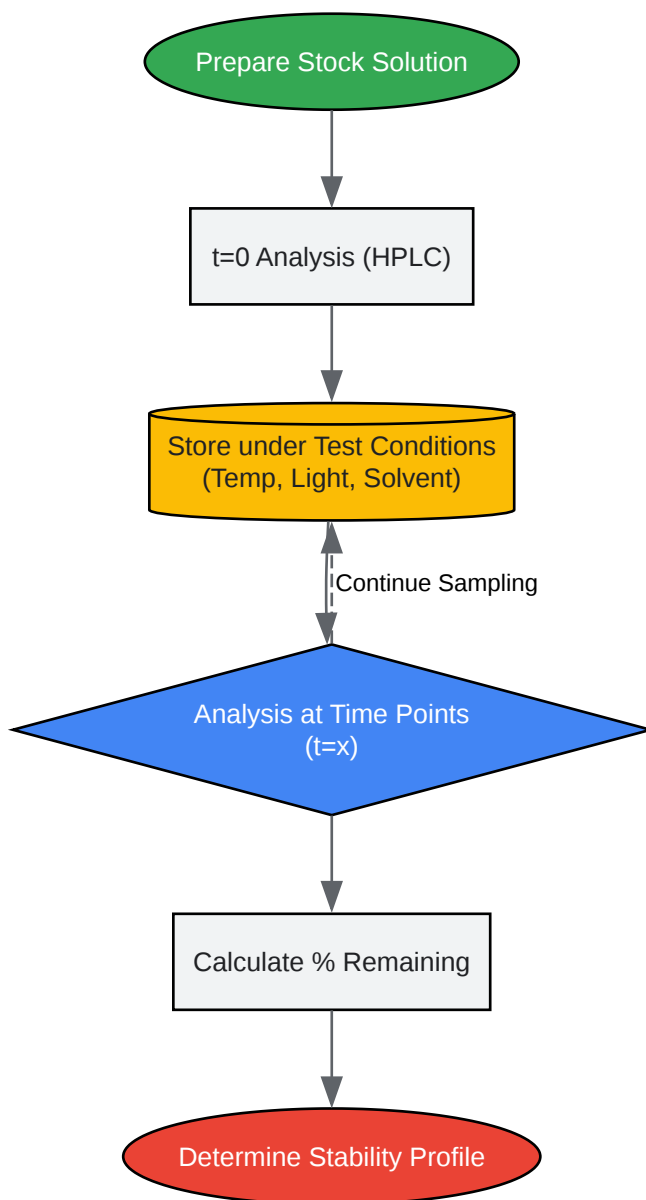 Prepare Stock Solution
t=0 Analysis (HPLC)
Store under Test Conditions
(Temp, Light, Solvent)
Continue Sampling
Analysis at Time Points
(t=x)
Calculate % Remaining
Determine Stability Profile